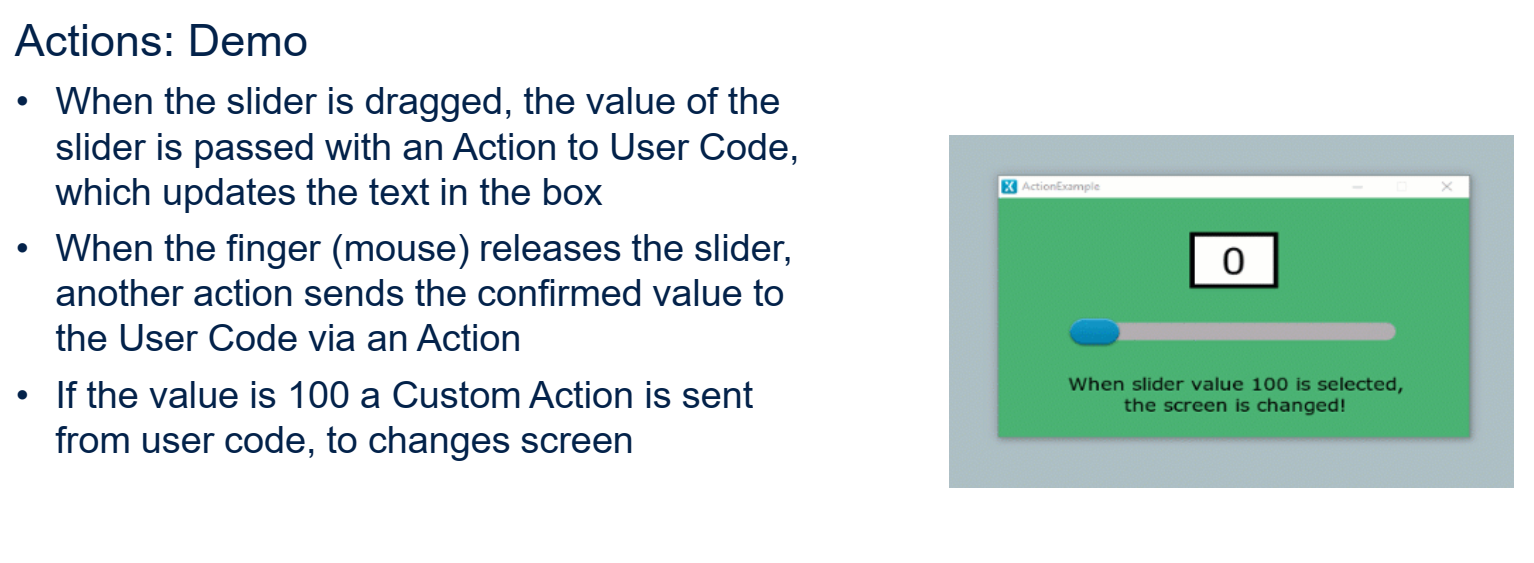 Actions: Demo
• When the slider is dragged, the value of the
slider is passed with an Action to User Code,
which updates the text in the box
• When the finger (mouse) releases the slider,
another action sends the confirmed value to
the User Code via an Action
• If the value is 100 a Custom Action is sent
from user code, to changes screen
ActionExample
0
When slider value 100 is selected,
the screen is changed!